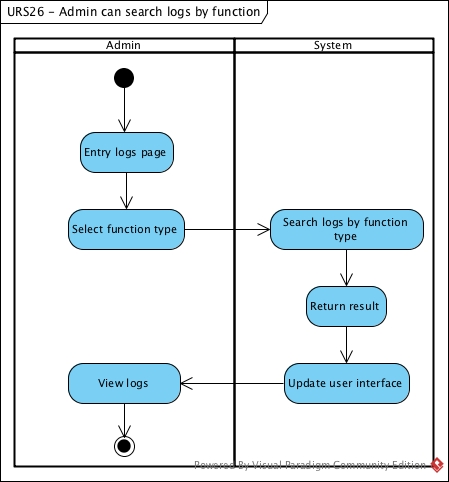 URS26 - Admin can search logs by function
Admin
System
Entry logs page
Select function type
Search logs by function
type
Return result
View logs
Update user interface
Powered By Visual Paradigm Community Edition